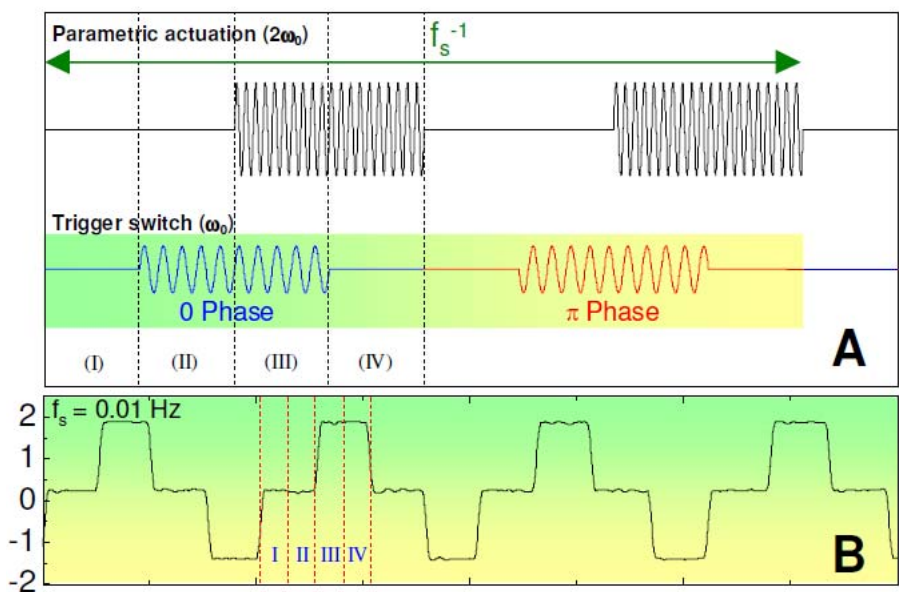 Parametric actuation (2ω₀)
fₛ⁻¹
Trigger switch (ω₀)
0 Phase
π Phase
(I) (II) (III) (IV)
A
fₛ = 0.01 Hz
2
1
0
-1
-2
I II III IV
B